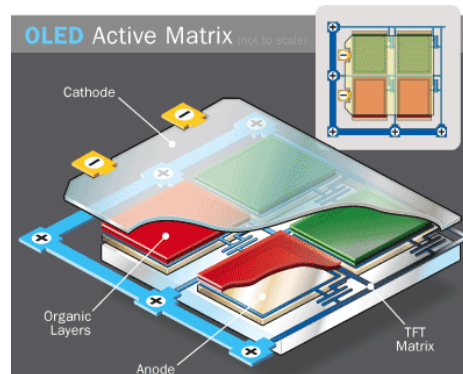 OLED Active Matrix (not to scale)
Cathode
Organic
Layers
Anode
TFT
Matrix